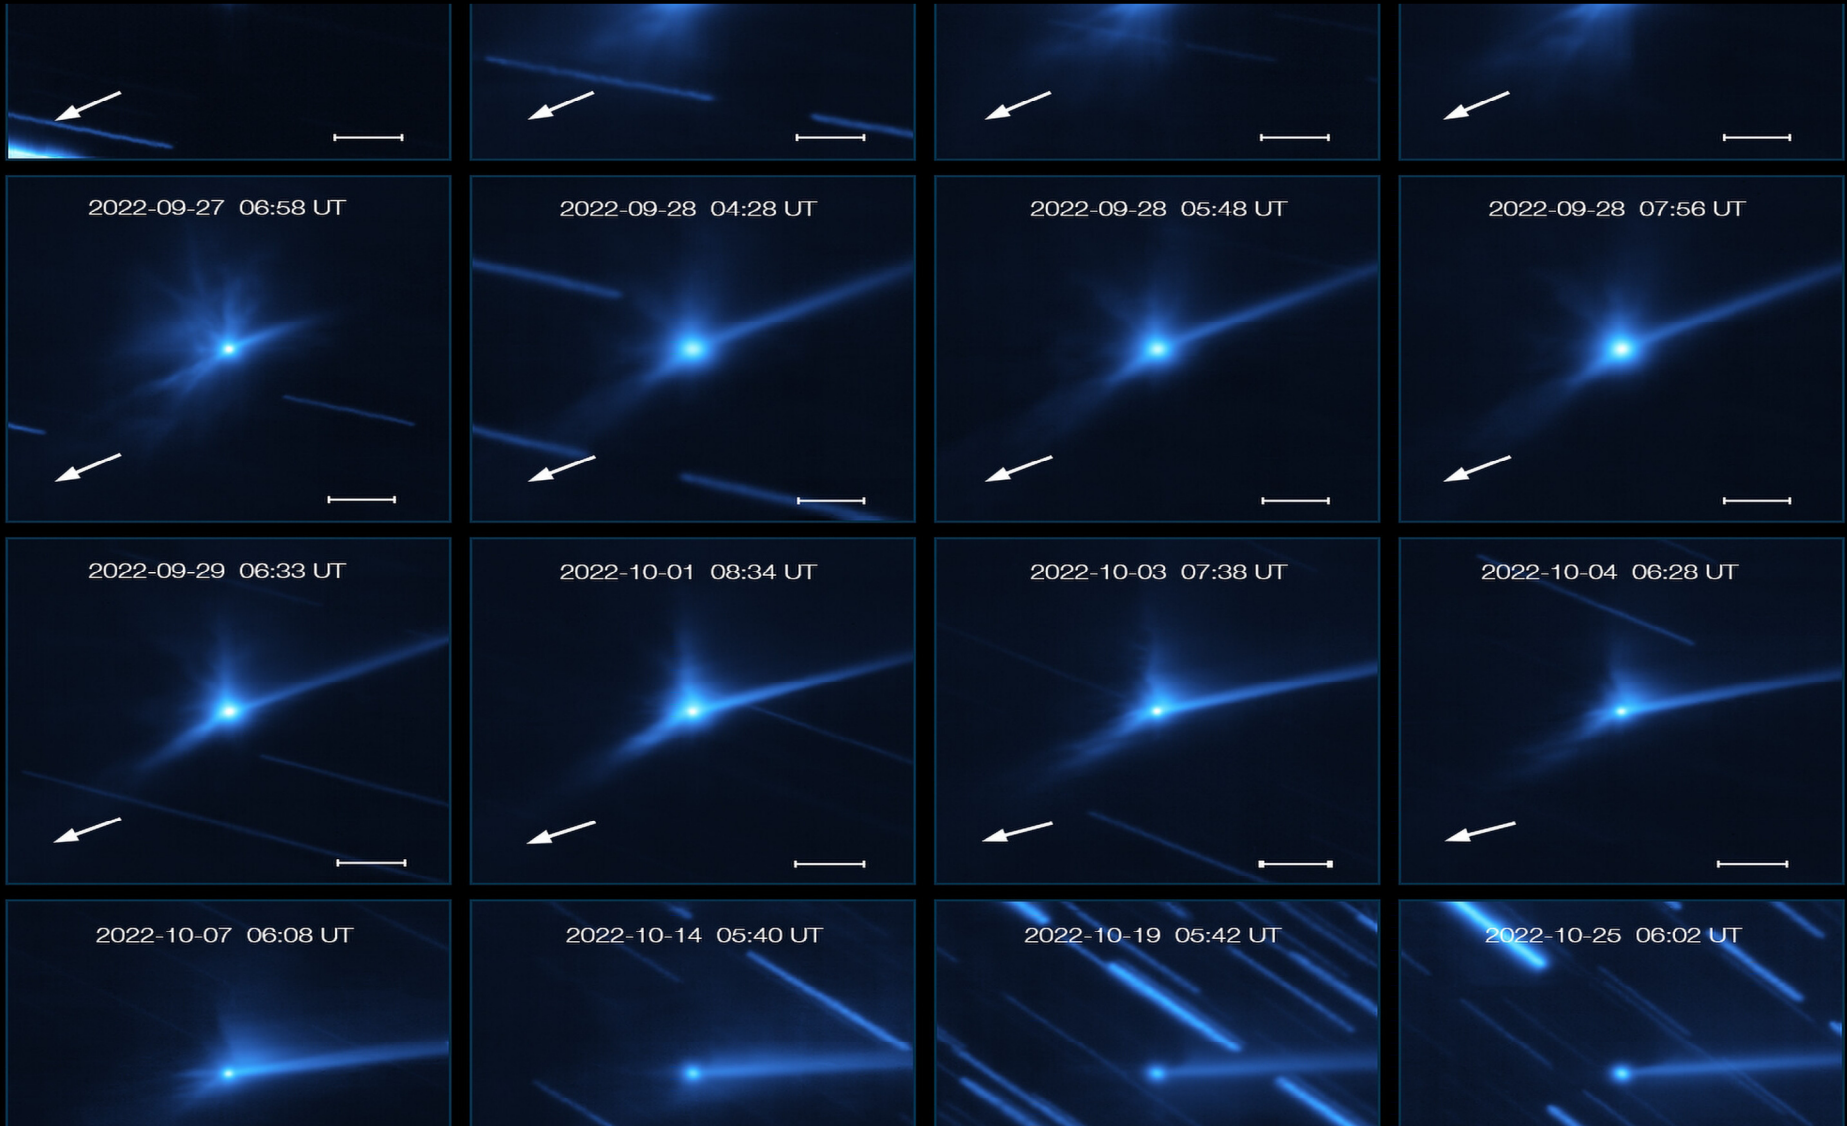 2022-09-27 06:58 UT
2022-09-28 04:28 UT
2022-09-28 05:48 UT
2022-09-28 07:56 UT
2022-09-29 06:33 UT
2022-10-01 08:34 UT
2022-10-03 07:38 UT
2022-10-04 06:28 UT
2022-10-07 06:08 UT
2022-10-14 05:40 UT
2022-10-19 05:42 UT
2022-10-25 06:02 UT